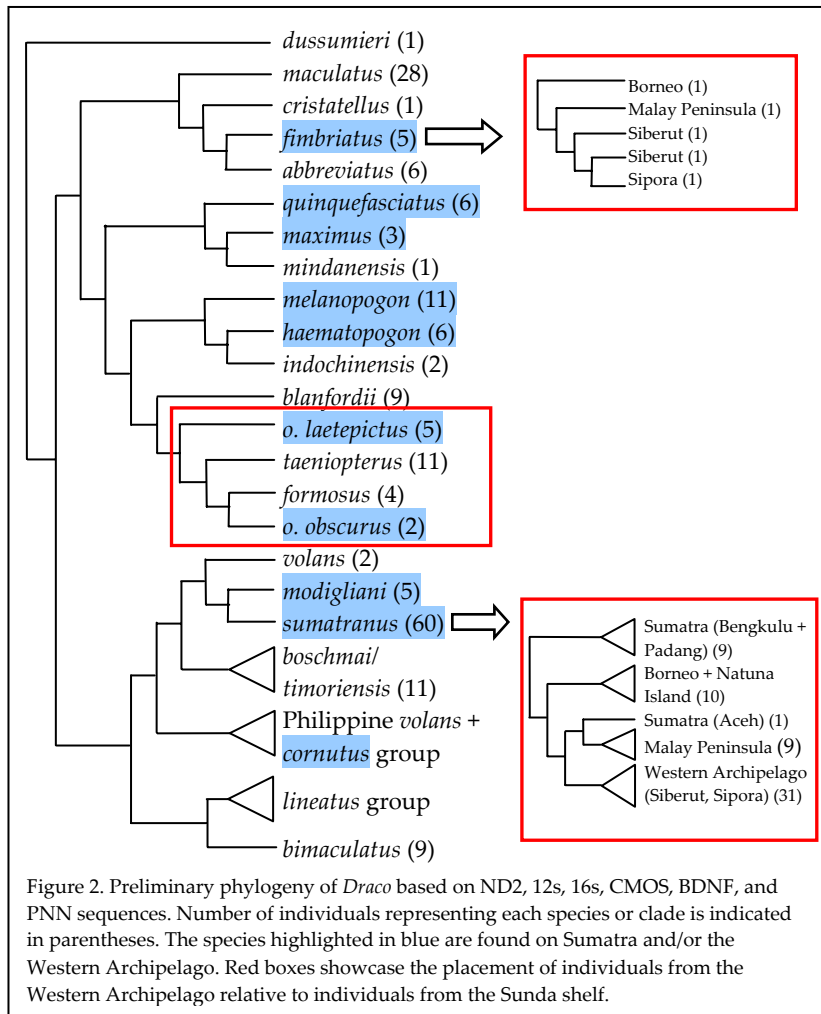 dussumieri (1)
maculatus (28)
cristatellus (1)
fimbriatus (5)
abbreviatus (6)
quinquefasciatus (6)
maximus (3)
mindanensis (1)
melanopogon (11)
haematopogon (6)
indochinensis (2)
blanfordii (9)
o. laetepictus (5)
taeniopterus (11)
formosus (4)
o. obscurus (2)
volans (2)
modigliani (5)
sumatranus (60)
boschmai/
timoriensis (11)
Philippine volans +
cornutus group
lineatus group
bimaculatus (9)
Borneo (1)
Malay Peninsula (1)
Siberut (1)
Siberut (1)
Sipora (1)
Sumatra (Bengkulu +
Padang) (9)
Borneo + Natuna
Island (10)
Sumatra (Aceh) (1)
Malay Peninsula (9)
Western Archipelago
(Siberut, Sipora) (31)
Figure 2. Preliminary phylogeny of Draco based on ND2, 12s, 16s, CMOS, BDNF, and
PNN sequences. Number of individuals representing each species or clade is indicated
in parentheses. The species highlighted in blue are found on Sumatra and/or the
Western Archipelago. Red boxes showcase the placement of individuals from the
Western Archipelago relative to individuals from the Sunda shelf.